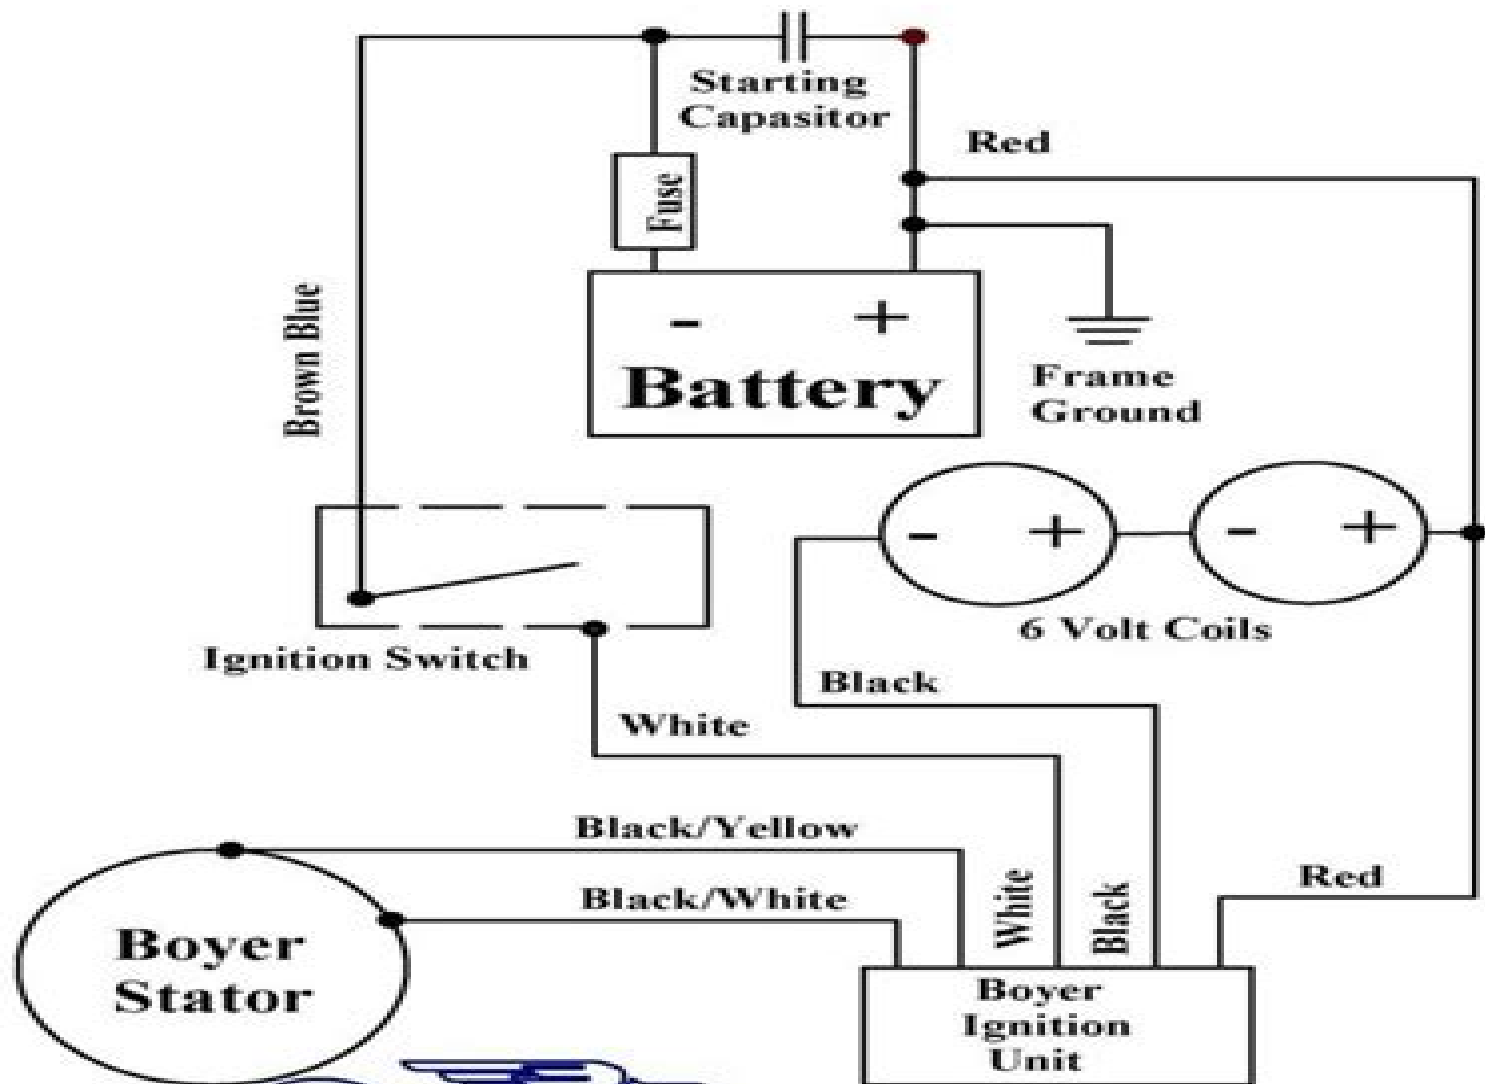 Starting
Capasitor
Red
Fuse
Brown Blue
- +
Battery
Frame
Ground
- + - +
6 Volt Coils
Ignition Switch
Black
White
Black/Yellow
Black/White
White
Black
Red
Boyer
Stator
Boyer
Ignition
Unit